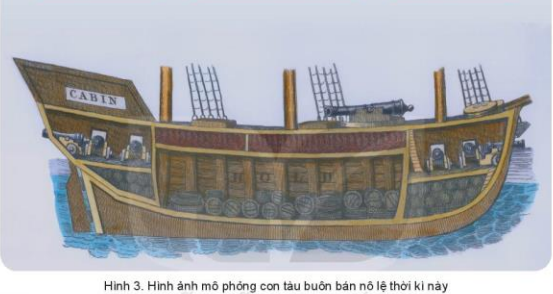 CABIN
Hình 3. Hình ảnh mô phỏng con tàu buôn bán nô lệ thời kì này